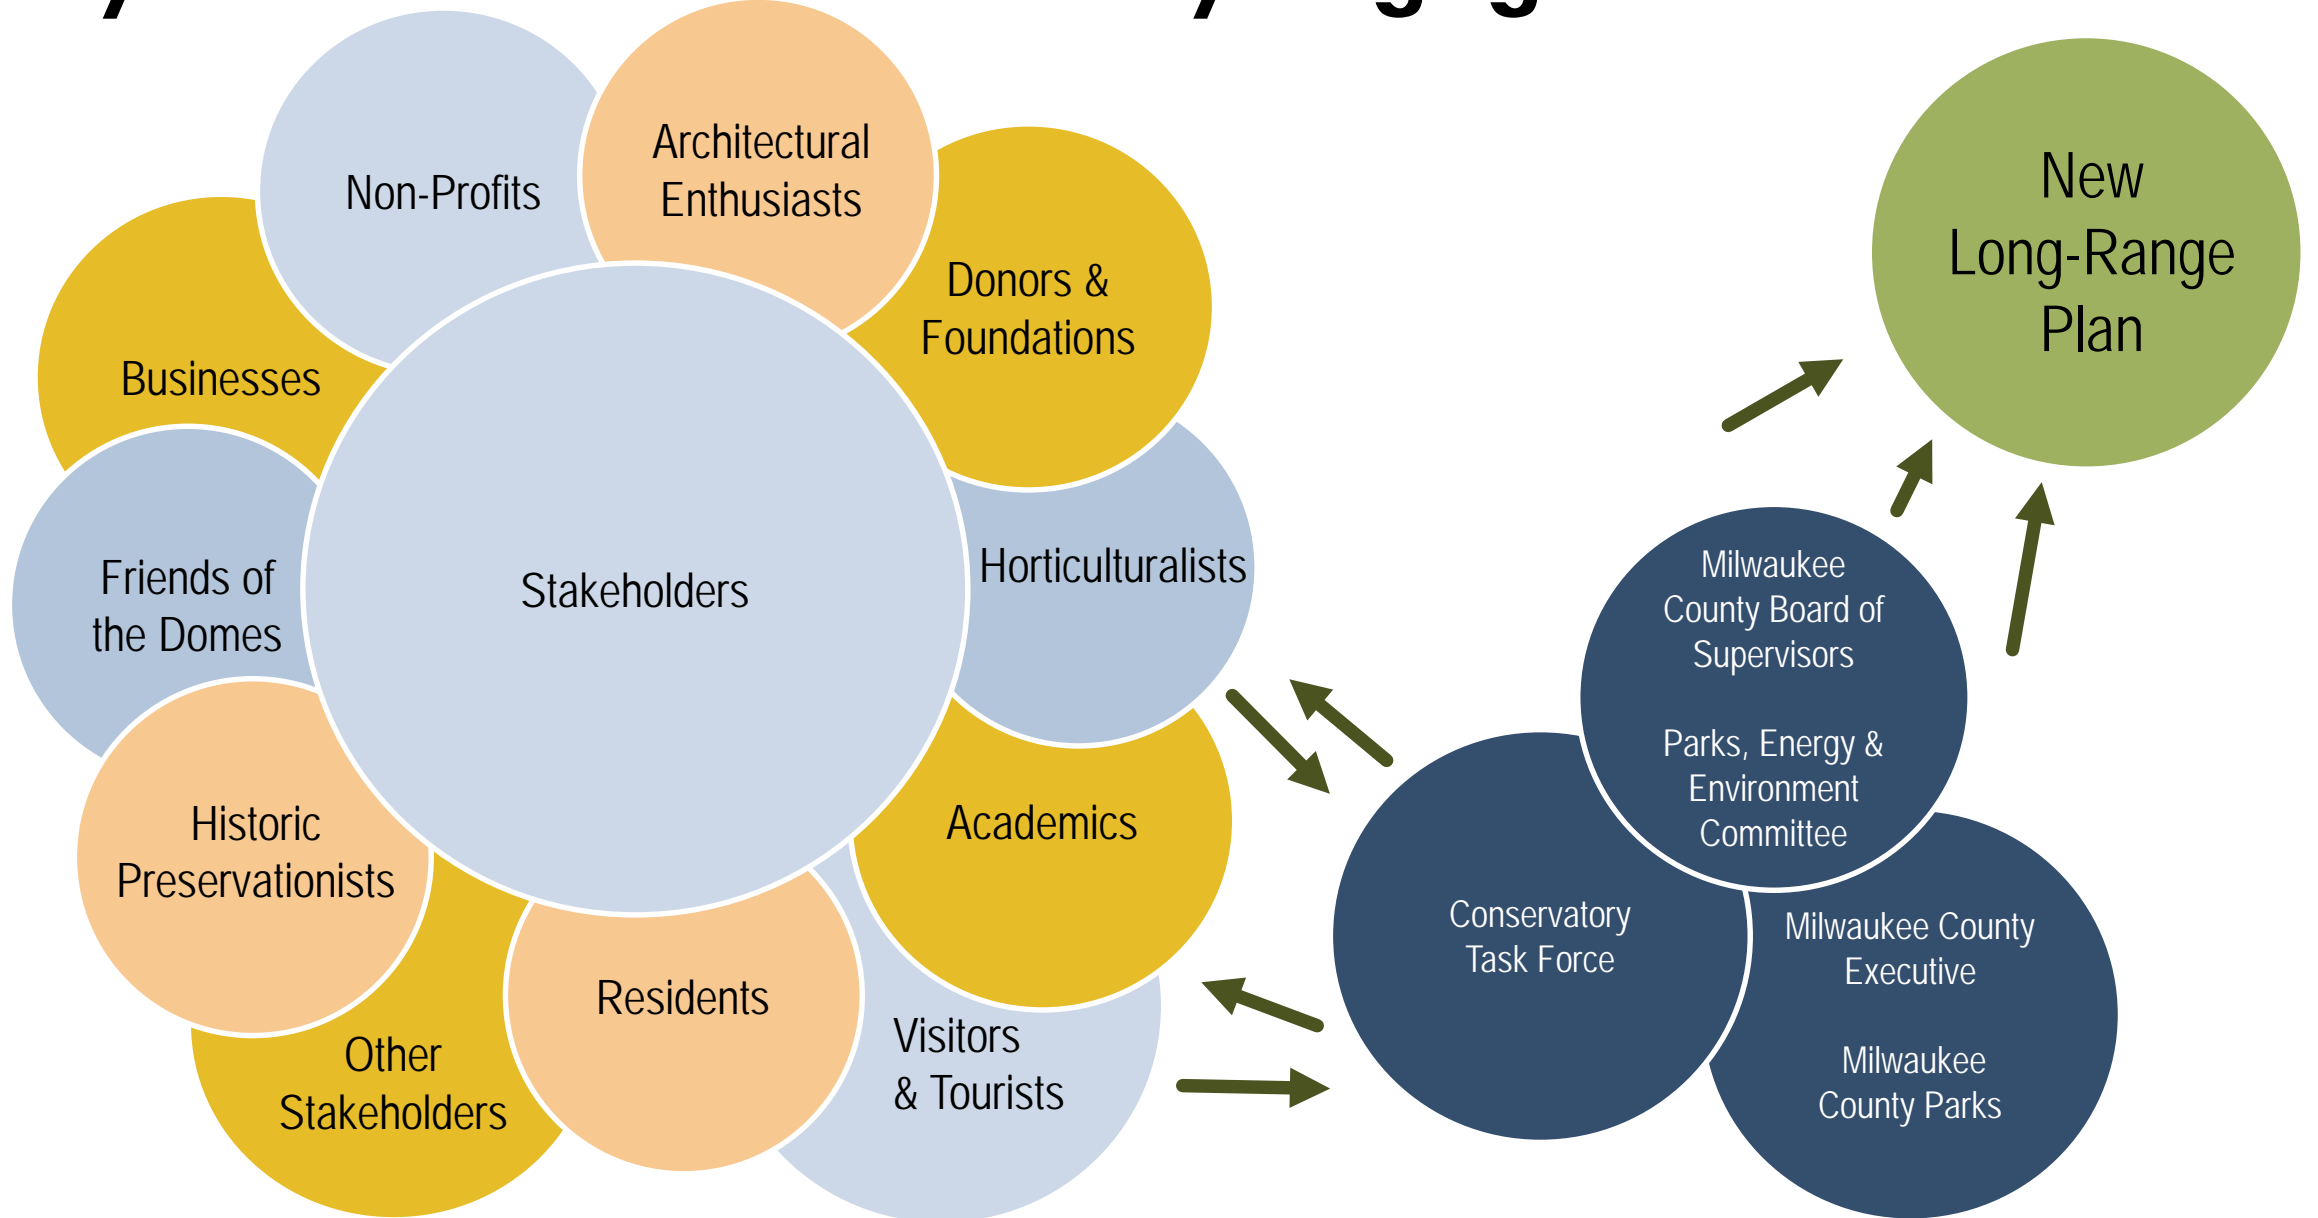 Non-Profits
Architectural
Enthusiasts
Donors &
Foundations
Businesses
Friends of
the Domes
Stakeholders
Horticulturalists
Historic
Preservationists
Academics
Other
Stakeholders
Residents
Visitors
& Tourists
New
Long-Range
Plan
Milwaukee
County Board of
Supervisors
Parks, Energy &
Environment
Committee
Conservatory
Task Force
Milwaukee County
Executive
Milwaukee
County Parks